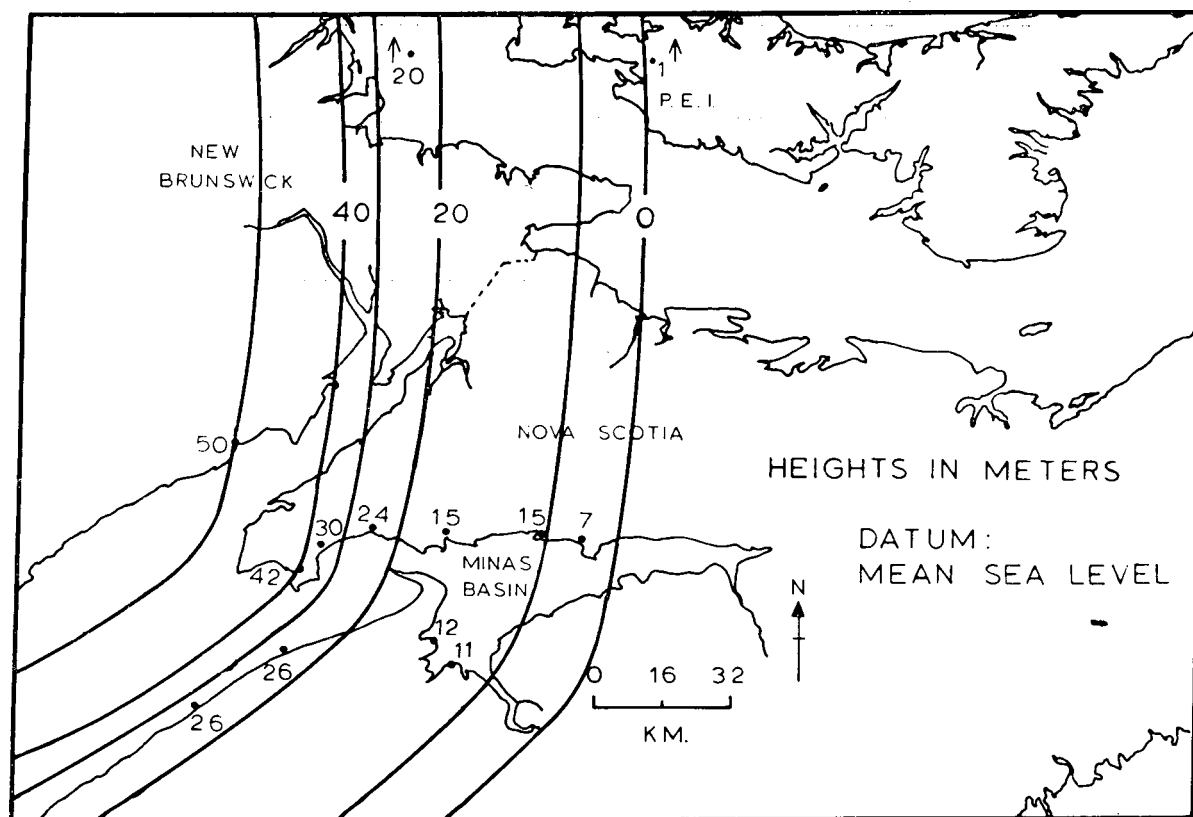 20
1
P.E.I.
NEW
BRUNSWICK
40
20
0
50
NOVA SCOTIA
HEIGHTS IN METERS
30
24
15
15
7
DATUM:
MEAN SEA LEVEL
42
MINAS
BASIN
N
12
11
26
26
0 16 32
KM.